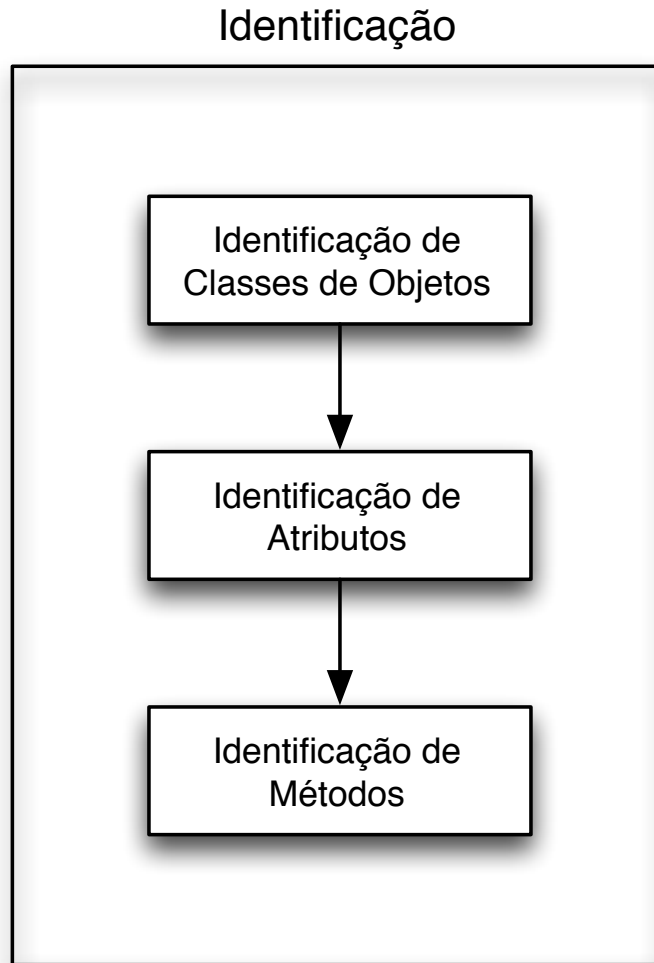 Identificação
Identificação de
Classes de Objetos
Identificação de
Atributos
Identificação de
Métodos